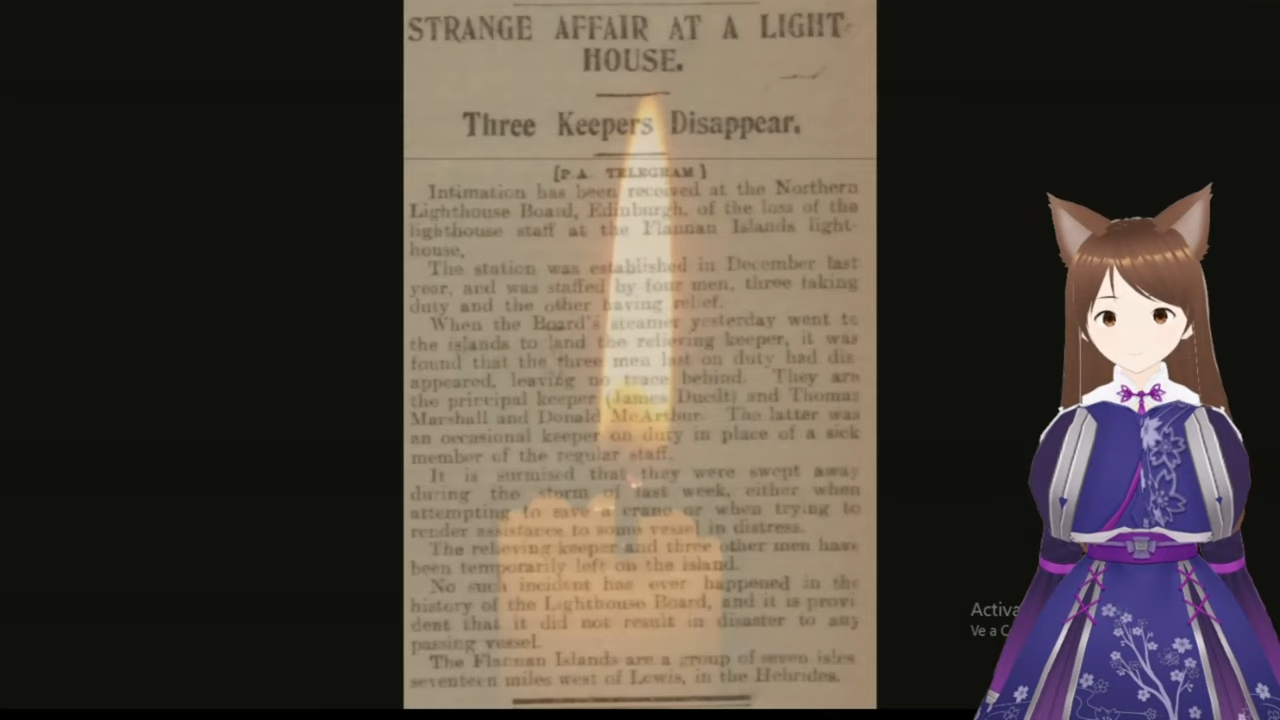 STRANGE AFFAIR AT A LIGHT-
HOUSE.
Three Keepers Disappear.
[P.A. TELEGRAM]
Intimation has been received at the Northern
Lighthouse Board, Edinburgh, of the loss of the
lighthouse staff at the Flannan Islands light-
house.
The station was established in December last
year, and was staffed by four men, three taking
duty and the other having relief.
When the Board's steamer yesterday went to
the islands to land the relieving keeper, it was
found that the three men last on duty had dis-
appeared, leaving no trace behind. They are
the principal keeper (James Ducdt) and Thomas
Marshall and Donald McArthur. The latter was
an occasional keeper on duty in place of a sick
member of the regular staff.
It is surmised that they were swept away
during the storm of last week, either when
attempting to save a crane or when trying to
render assistance to some vessel in distress.
The relieving keeper and three other men have
been temporarily left on the island.
No such incident has ever happened in the
history of the Lighthouse Board, and it is provi-
dent that it did not result in disaster to any
passing vessel.
The Flannan Islands are a group of seven isles
seventeen miles west of Lewis, in the Hebrides.
Activa
Ve a C